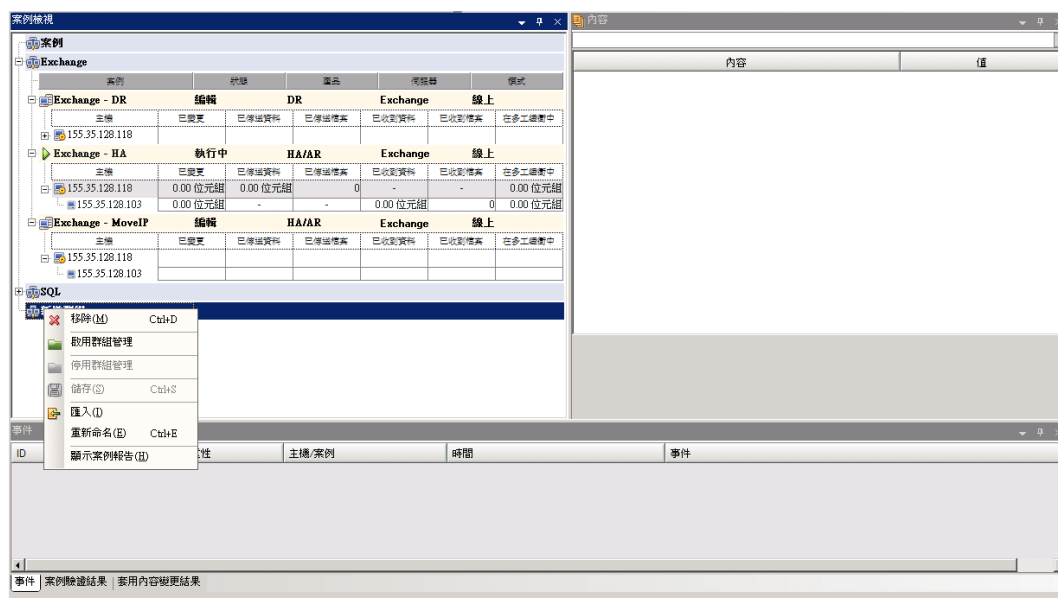 案例檢視
內容
案例
Exchange
案例 狀態 產品 伺服器 模式
Exchange - DR 編輯 DR Exchange 線上
主機 已變更 已傳送資料 已傳送檔案 已收到資料 已收到檔案 在多工緩衝中
155.35.128.118
Exchange - HA 執行中 HA/AR Exchange 線上
主機 已變更 已傳送資料 已傳送檔案 已收到資料 已收到檔案 在多工緩衝中
155.35.128.118 0.00 位元組 0.00 位元組 0 - - 0.00 位元組
155.35.128.103 0.00 位元組 - - 0.00 位元組 0 0.00 位元組
Exchange - MoveIP 編輯 HA/AR Exchange 線上
主機 已變更 已傳送資料 已傳送檔案 已收到資料 已收到檔案 在多工緩衝中
155.35.128.118
155.35.128.103
SQL
移除(M) Ctrl+D
啟用群組管理
停用群組管理
儲存(S) Ctrl+S
匯入(I)
重新命名(E) Ctrl+E
顯示案例報告(H)
內容 值
事件
ID 性 主機/案例 時間 事件
事件 案例驗證結果 套用內容變更結果